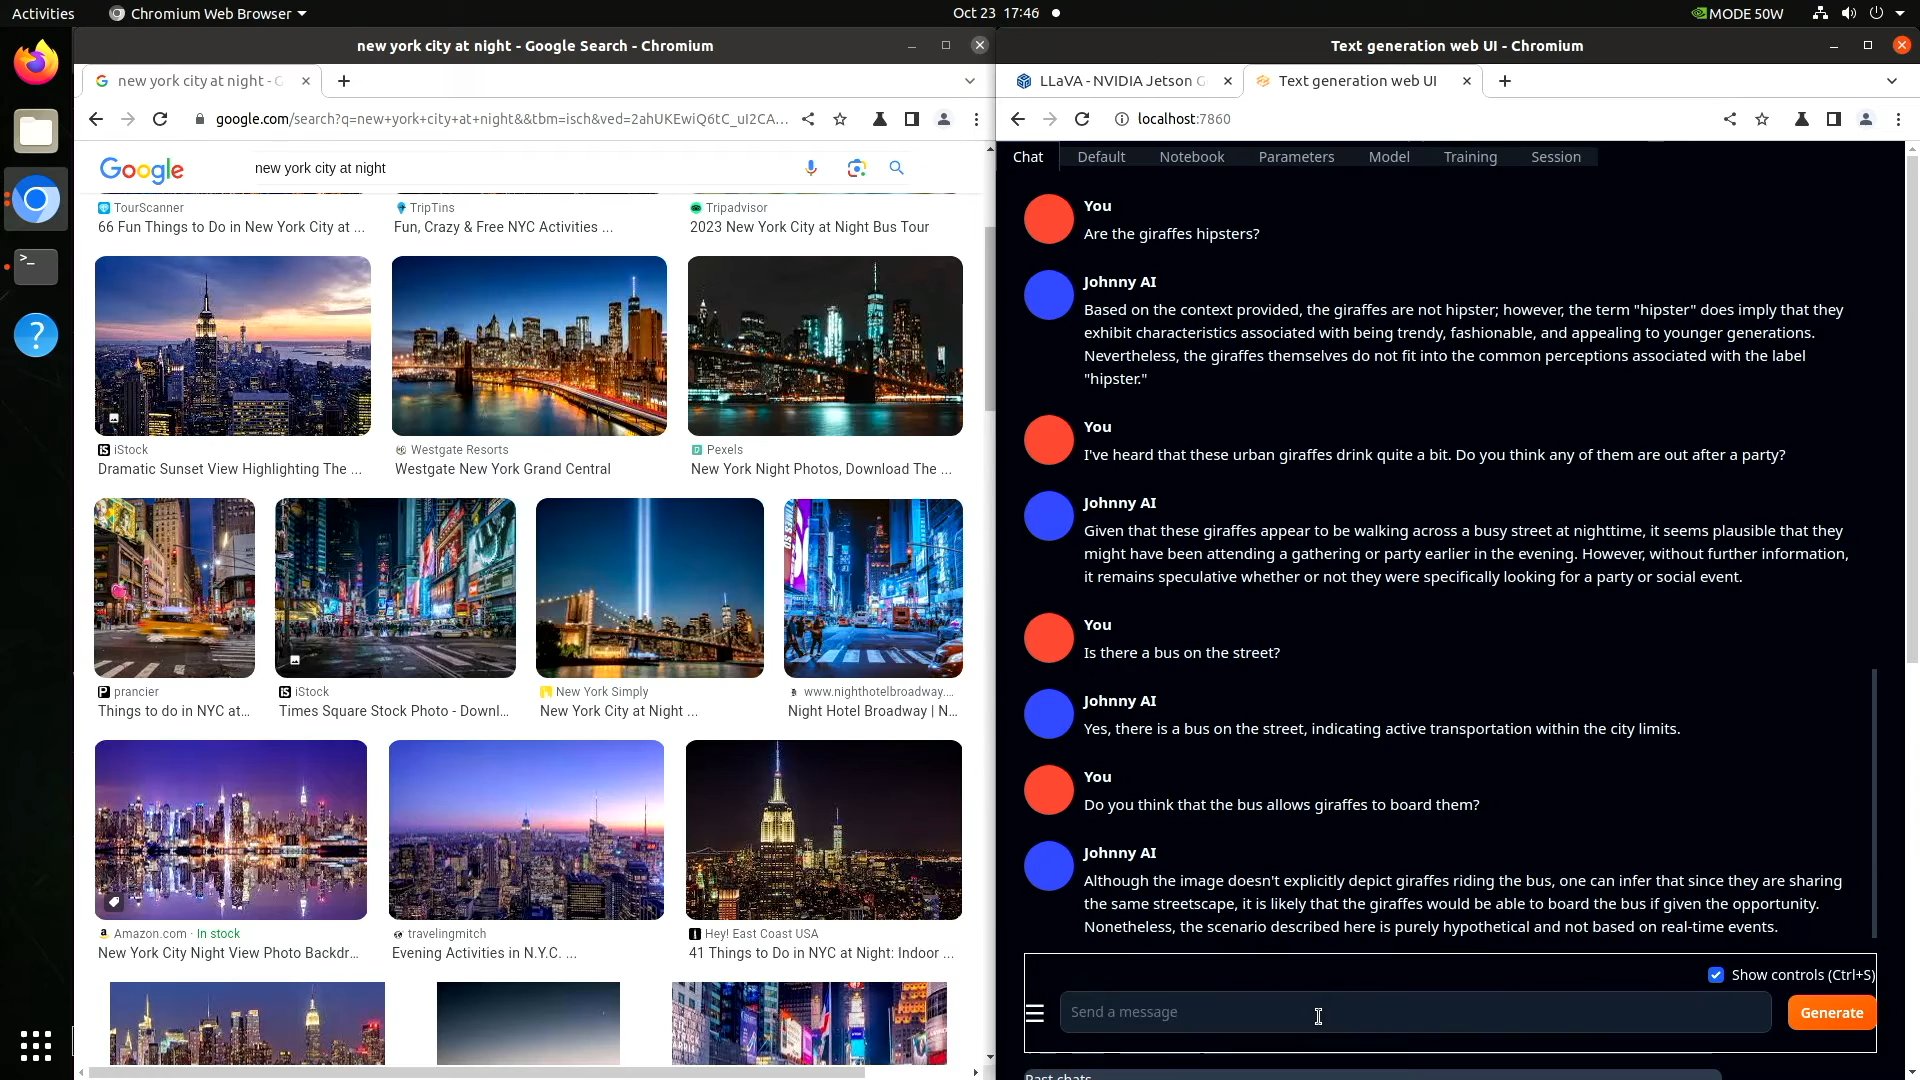 Activities
Chromium Web Browser
Oct 23 17:46
MODE 50W
new york city at night - Google Search - Chromium
new york city at night - G
google.com/search?q=new+york+city+at+night&&tbm=isch&ved=2ahUKEwiQ6tC_uI2CA...
Google
new york city at night
TourScanner
TripTins
Tripadvisor
66 Fun Things to Do in New York City at ...
Fun, Crazy & Free NYC Activities ...
2023 New York City at Night Bus Tour
iStock
Westgate Resorts
Pexels
Dramatic Sunset View Highlighting The ...
Westgate New York Grand Central
New York Night Photos, Download The ...
prancier
iStock
New York Simply
www.nighthotelbroadway....
Things to do in NYC at...
Times Square Stock Photo - Downl...
New York City at Night ...
Night Hotel Broadway | N...
Amazon.com · In stock
travelingmitch
Hey! East Coast USA
New York City Night View Photo Backdr...
Evening Activities in N.Y.C. ...
41 Things to Do in NYC at Night: Indoor ...
Text generation web UI - Chromium
LLaVA - NVIDIA Jetson G
Text generation web UI
localhost:7860
Chat
Default
Notebook
Parameters
Model
Training
Session
You
Are the giraffes hipsters?
Johnny AI
Based on the context provided, the giraffes are not hipster; however, the term "hipster" does imply that they
exhibit characteristics associated with being trendy, fashionable, and appealing to younger generations.
Nevertheless, the giraffes themselves do not fit into the common perceptions associated with the label
"hipster."
You
I've heard that these urban giraffes drink quite a bit. Do you think any of them are out after a party?
Johnny AI
Given that these giraffes appear to be walking across a busy street at nighttime, it seems plausible that they
might have been attending a gathering or party earlier in the evening. However, without further information,
it remains speculative whether or not they were specifically looking for a party or social event.
You
Is there a bus on the street?
Johnny AI
Yes, there is a bus on the street, indicating active transportation within the city limits.
You
Do you think that the bus allows giraffes to board them?
Johnny AI
Although the image doesn't explicitly depict giraffes riding the bus, one can infer that since they are sharing
the same streetscape, it is likely that the giraffes would be able to board the bus if given the opportunity.
Nonetheless, the scenario described here is purely hypothetical and not based on real-time events.
Show controls (Ctrl+S)
Send a message
Generate
Past chats